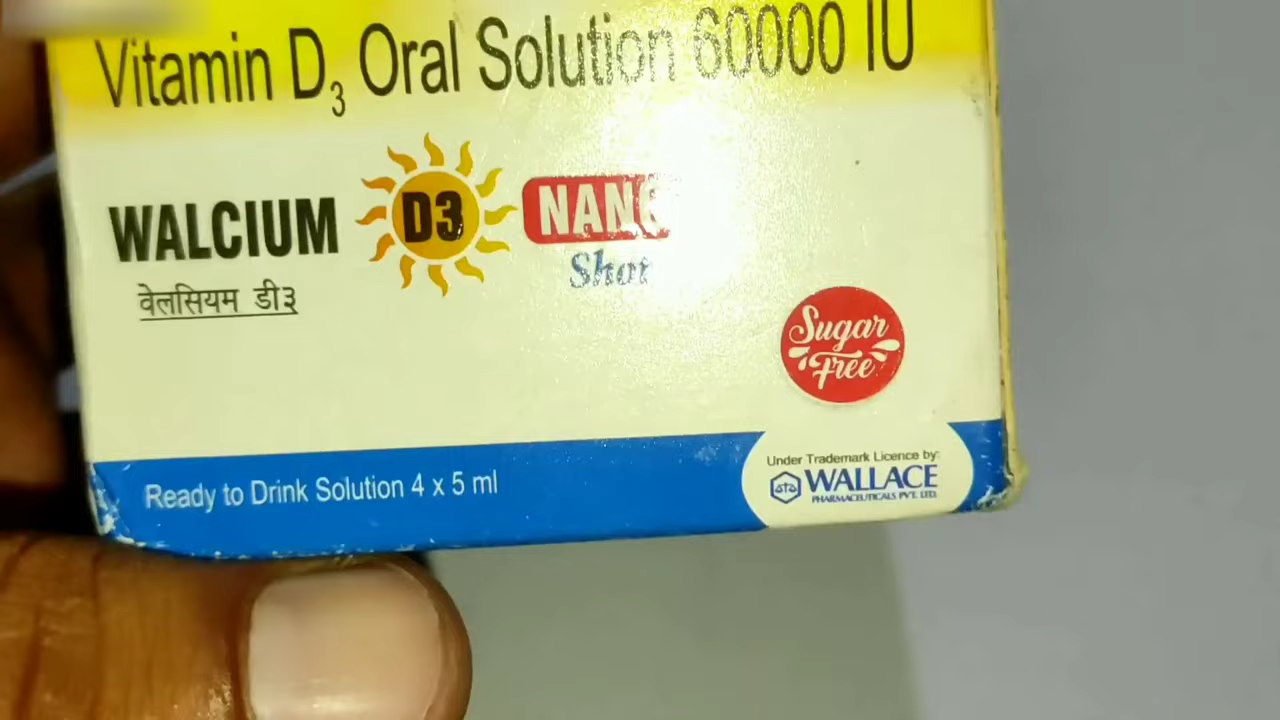 Vitamin D₃ Oral Solution 60000 IU
WALCIUM D3
Shot
वेलसियम डी३
Sugar
Free
Ready to Drink Solution 4 x 5 ml
Under Trademark Licence by:
WALLACE
PHARMACEUTICALS PVT. LTD.